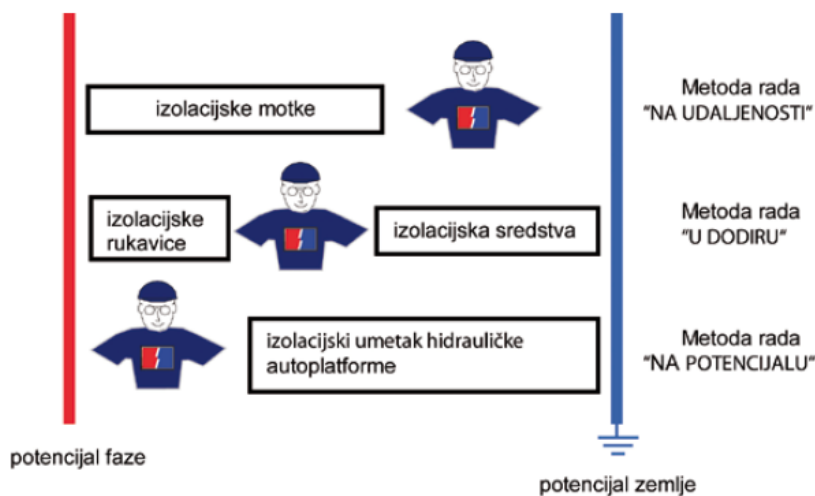 izolacijske motke
Metoda rada
"NA UDALJENOSTI"
izolacijske
rukavice
izolacijska sredstva
Metoda rada
"U DODIRU"
izolacijski umetak hidrauličke
autoplatforme
Metoda rada
"NA POTENCIJALU"
potencijal faze
potencijal zemlje